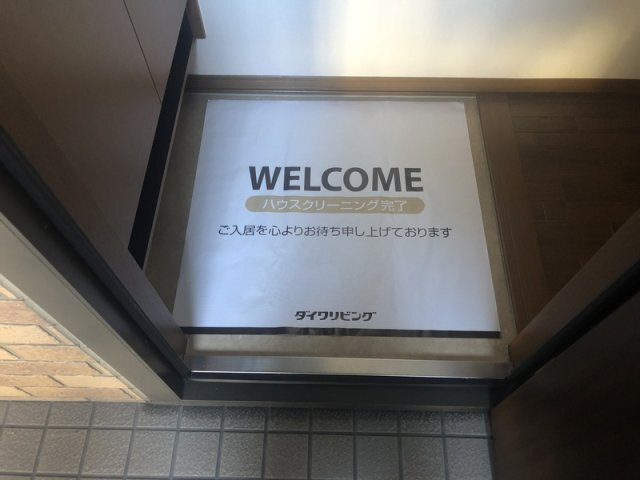 WELCOME
ハウスクリーニング完了
ご入居を心よりお待ち申し上げております
ダイワリビング